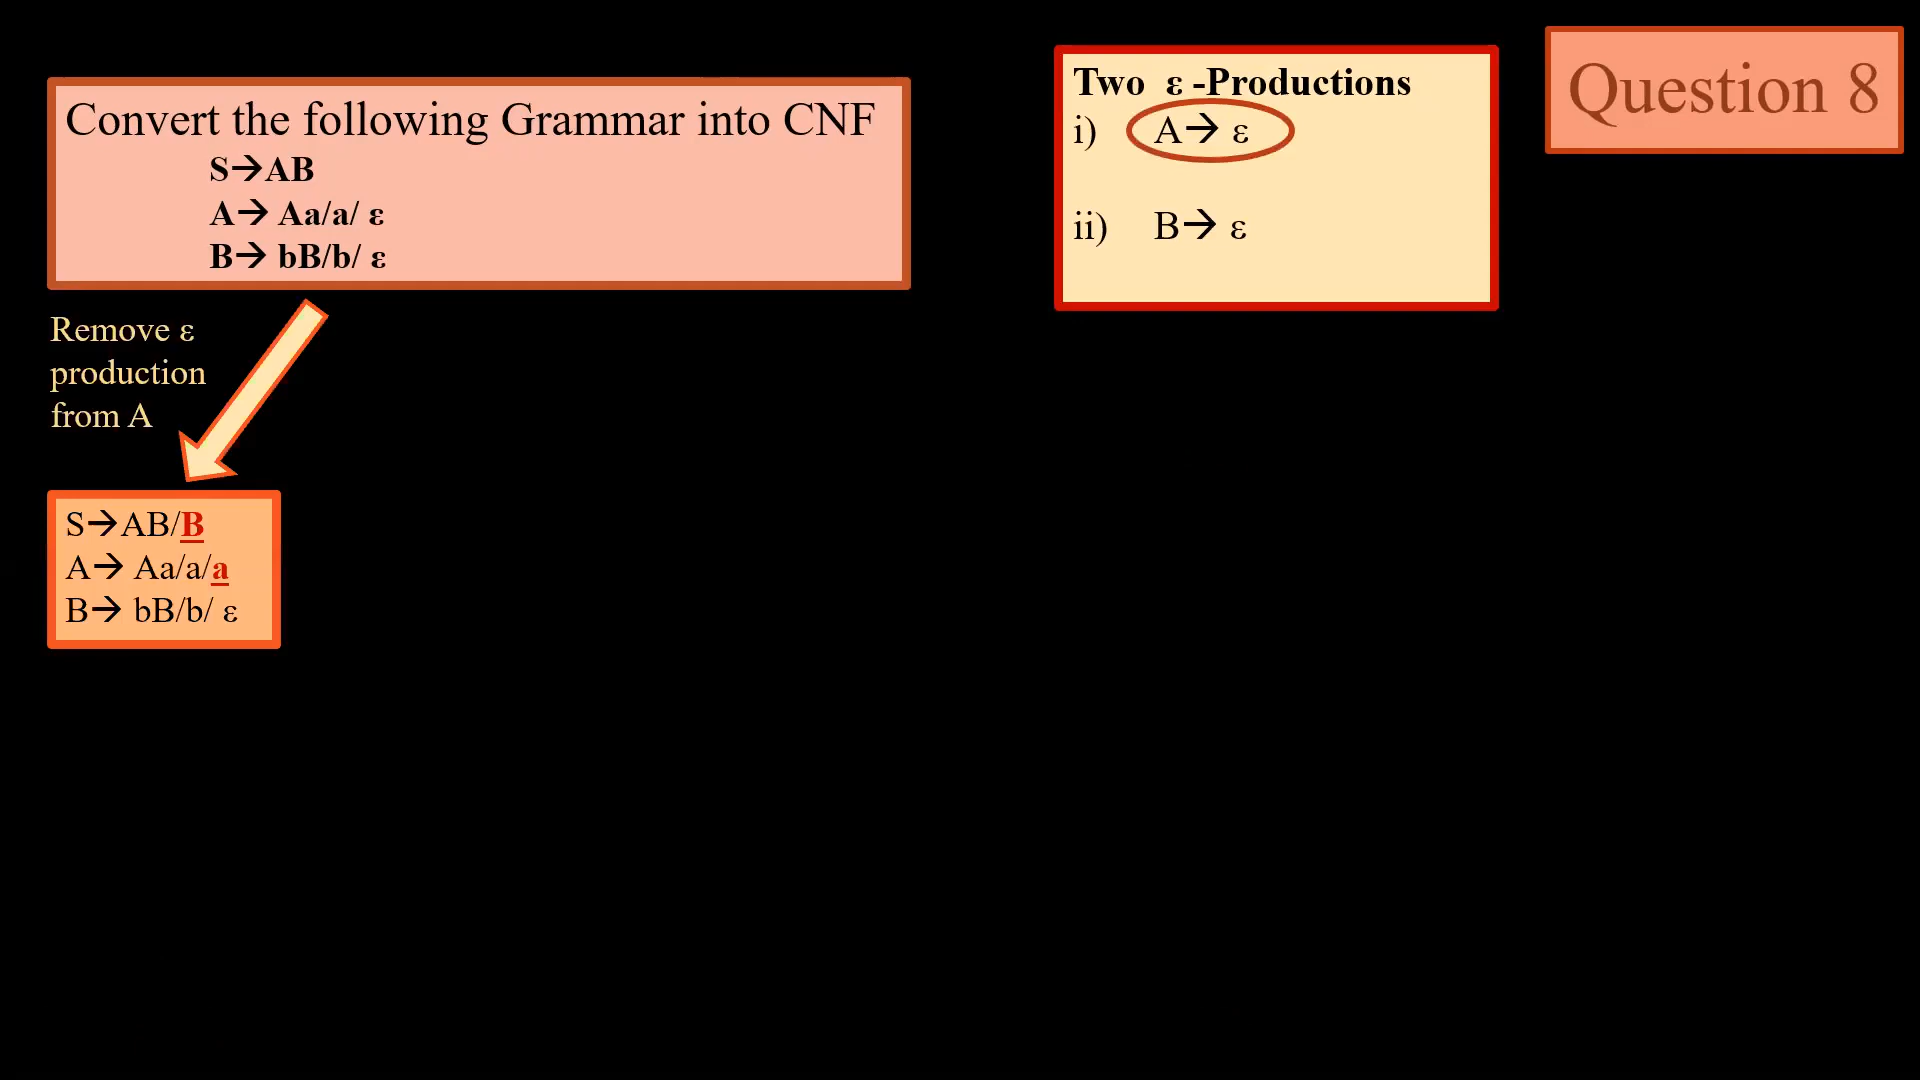 Convert the following Grammar into CNF
S→AB
A→ Aa/a/ ε
B→ bB/b/ ε
Two ε -Productions
i) A→ ε
ii) B→ ε
Question 8
Remove ε
production
from A
S→AB/B
A→ Aa/a/a
B→ bB/b/ ε